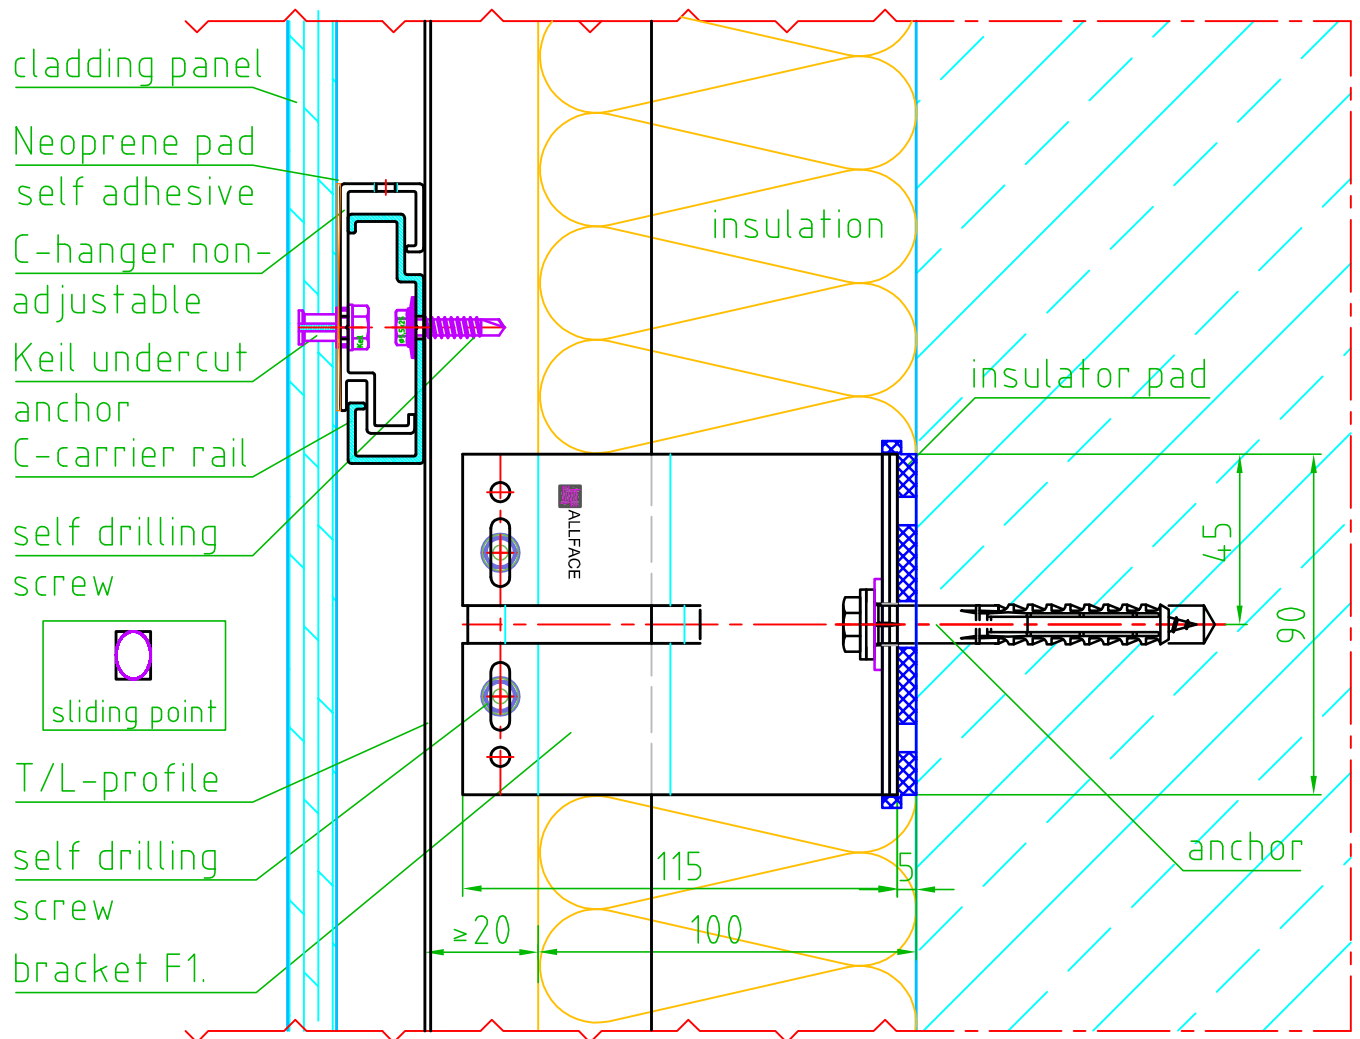 cladding panel
Neoprene pad
self adhesive
C-hanger non-
adjustable
Keil undercut
anchor
C-carrier rail
self drilling
screw
sliding point
T/L-profile
self drilling
screw
bracket F1.
insulation
insulator pad
ALLFACE
45
90
anchor
115
5
≥20
100